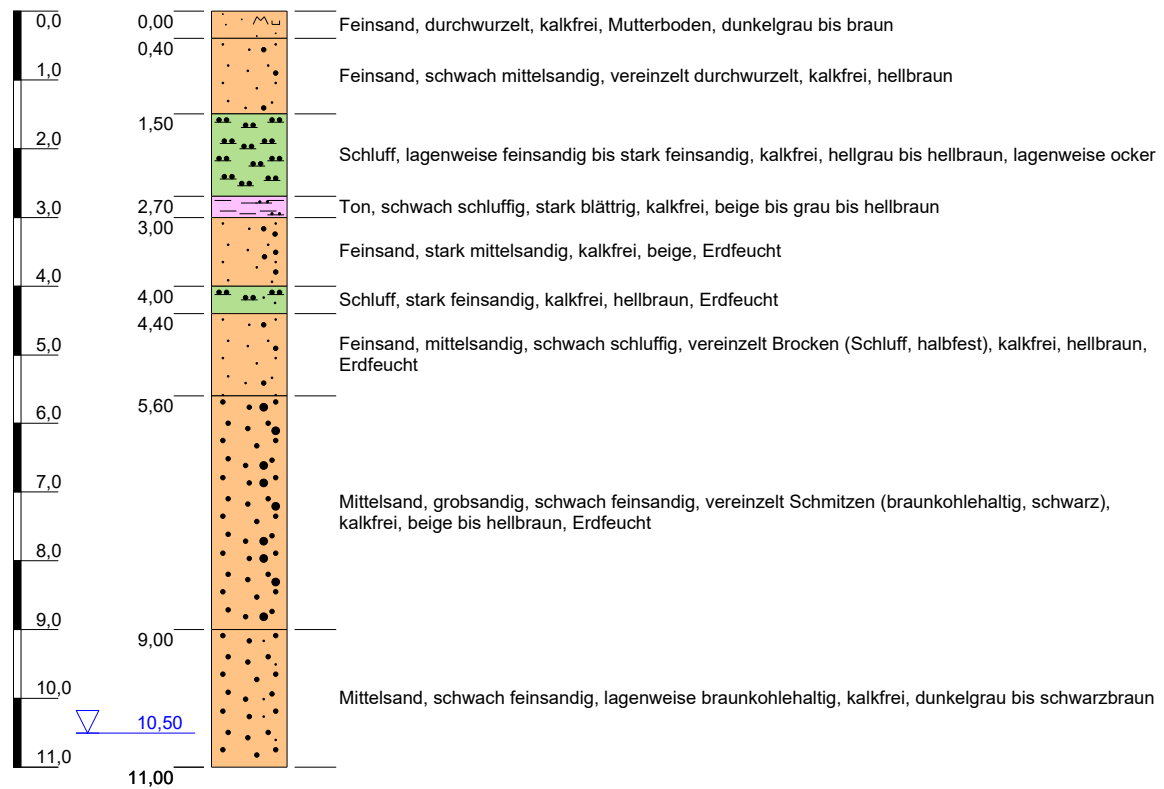 0,0
0,00
Feinsand, durchwurzelt, kalkfrei, Mutterboden, dunkelgrau bis braun
0,40
1,0
Feinsand, schwach mittelsandig, vereinzelt durchwurzelt, kalkfrei, hellbraun
1,50
2,0
Schluff, lagenweise feinsandig bis stark feinsandig, kalkfrei, hellgrau bis hellbraun, lagenweise ocker
2,70
3,0
Ton, schwach schluffig, stark blättrig, kalkfrei, beige bis grau bis hellbraun
3,00
Feinsand, stark mittelsandig, kalkfrei, beige, Erdfeucht
4,0
4,00
Schluff, stark feinsandig, kalkfrei, hellbraun, Erdfeucht
4,40
5,0
Feinsand, mittelsandig, schwach schluffig, vereinzelt Brocken (Schluff, halbfest), kalkfrei, hellbraun,
Erdfeucht
5,60
6,0
7,0
Mittelsand, grobsandig, schwach feinsandig, vereinzelt Schmitzen (braunkohlehaltig, schwarz),
kalkfrei, beige bis hellbraun, Erdfeucht
8,0
9,0
9,00
10,0
Mittelsand, schwach feinsandig, lagenweise braunkohlehaltig, kalkfrei, dunkelgrau bis schwarzbraun
10,50
11,0
11,00